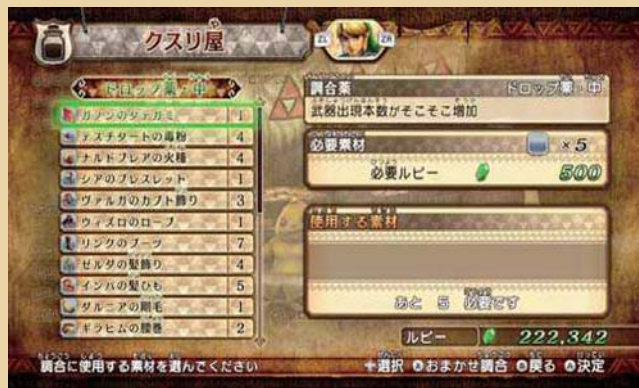 クスリ屋
ZL ZR
ドロップ薬・中
ガノンのタテガミ 1
テスチタートの毒粉 4
ナルドブレアの火種 4
シアのブレスレット 1
ヴァルガのカブト飾り 3
ウィズロのローブ 1
リンクのブーツ 7
ゼルダの髪飾り 4
インパの髪ひも 5
ダルニアの剛毛 1
ギラヒムの腰巻 2
調合薬 ドロップ薬・中
武器出現本数がそこそこ増加
必要素材 ×5
必要ルピー 500
使用する素材
あと 5 必要です
ルピー 222,342
調合に使用する素材を選んでください
選択 おまかせ調合 戻る 決定